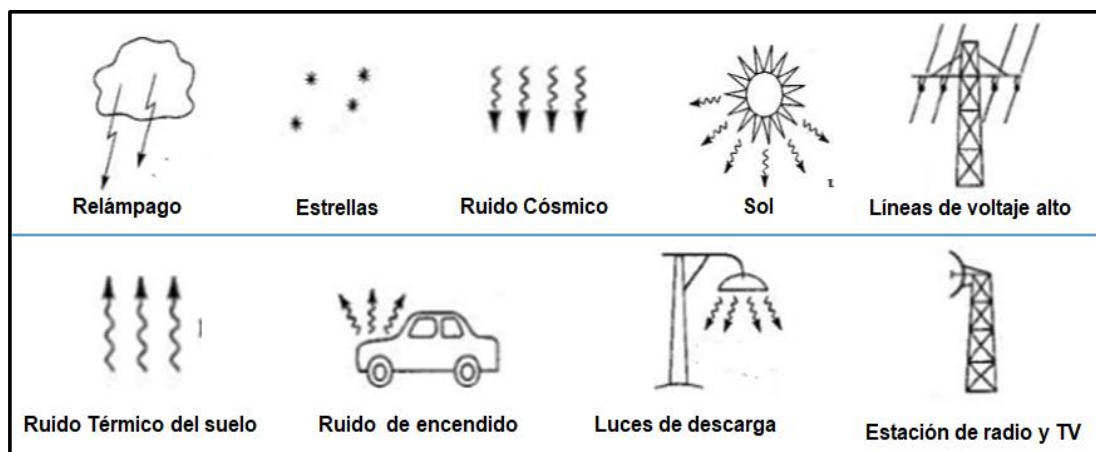 Relámpago
Estrellas
Ruido Cósmico
Sol
Líneas de voltaje alto
Ruido Térmico del suelo
Ruido de encendido
Luces de descarga
Estación de radio y TV